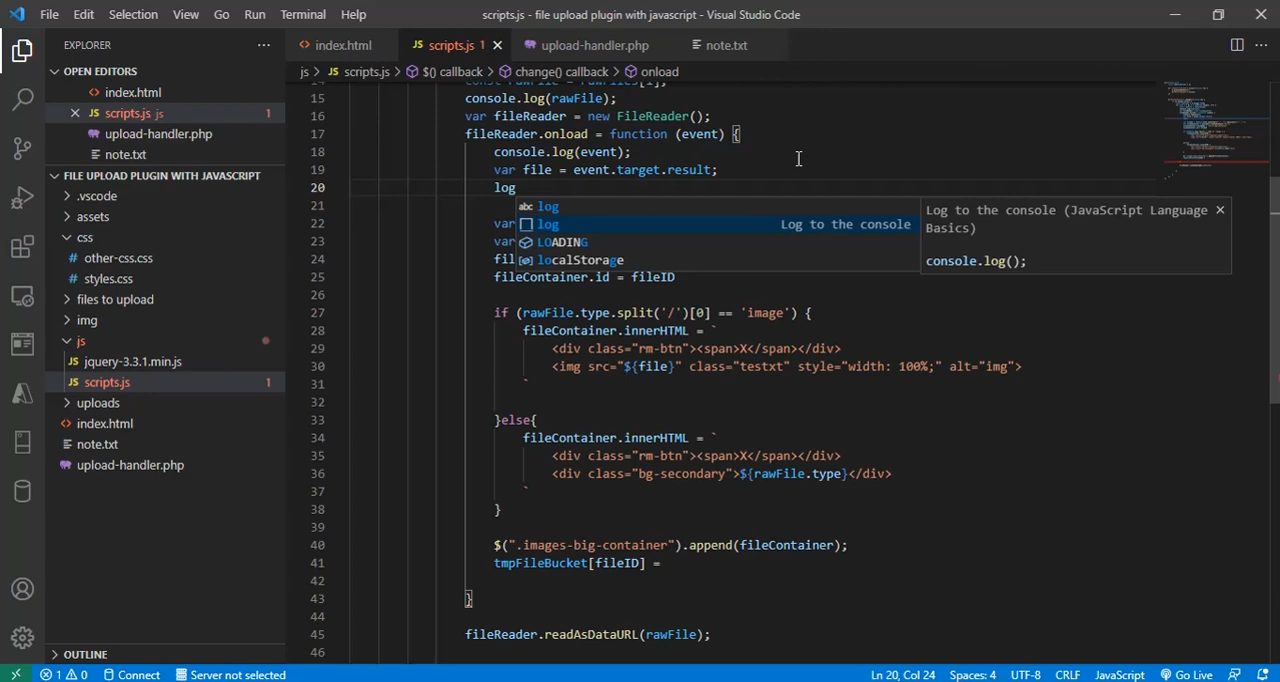 File Edit Selection View Go Run Terminal Help scripts.js - file upload plugin with javascript - Visual Studio Code
EXPLORER
index.html scripts.js 1 upload-handler.php note.txt
OPEN EDITORS
js > JS scripts.js > $() callback > change() callback > onload
index.html
JS scripts.js js 1
upload-handler.php
note.txt
FILE UPLOAD PLUGIN WITH JAVASCRIPT
.vscode
assets
css
other-css.css
styles.css
files to upload
img
js
JS jquery-3.3.1.min.js
JS scripts.js 1
uploads
index.html
note.txt
upload-handler.php
OUTLINE
15 console.log(rawFile);
16 var fileReader = new FileReader();
17 fileReader.onload = function (event) {
18 console.log(event);
19 var file = event.target.result;
20 log
21
22 var
23 var
24 fil
25 fileContainer.id = fileID
26
27 if (rawFile.type.split('/')[0] == 'image') {
28 fileContainer.innerHTML = `
29 <div class="rm-btn"><span>X</span></div>
30 <img src="${file}" class="testxt" style="width: 100%;" alt="img">
31 `
32
33 }else{
34 fileContainer.innerHTML = `
35 <div class="rm-btn"><span>X</span></div>
36 <div class="bg-secondary">${rawFile.type}</div>
37 `
38 }
39
40 $(".images-big-container").append(fileContainer);
41 tmpFileBucket[fileID] =
42
43 }
44
45 fileReader.readAsDataURL(rawFile);
46
abc log
log Log to the console
LOADING
localStorage
Log to the console (JavaScript Language
Basics)
console.log();
1 0 Connect Server not selected Ln 20, Col 24 Spaces: 4 UTF-8 CRLF JavaScript Go Live